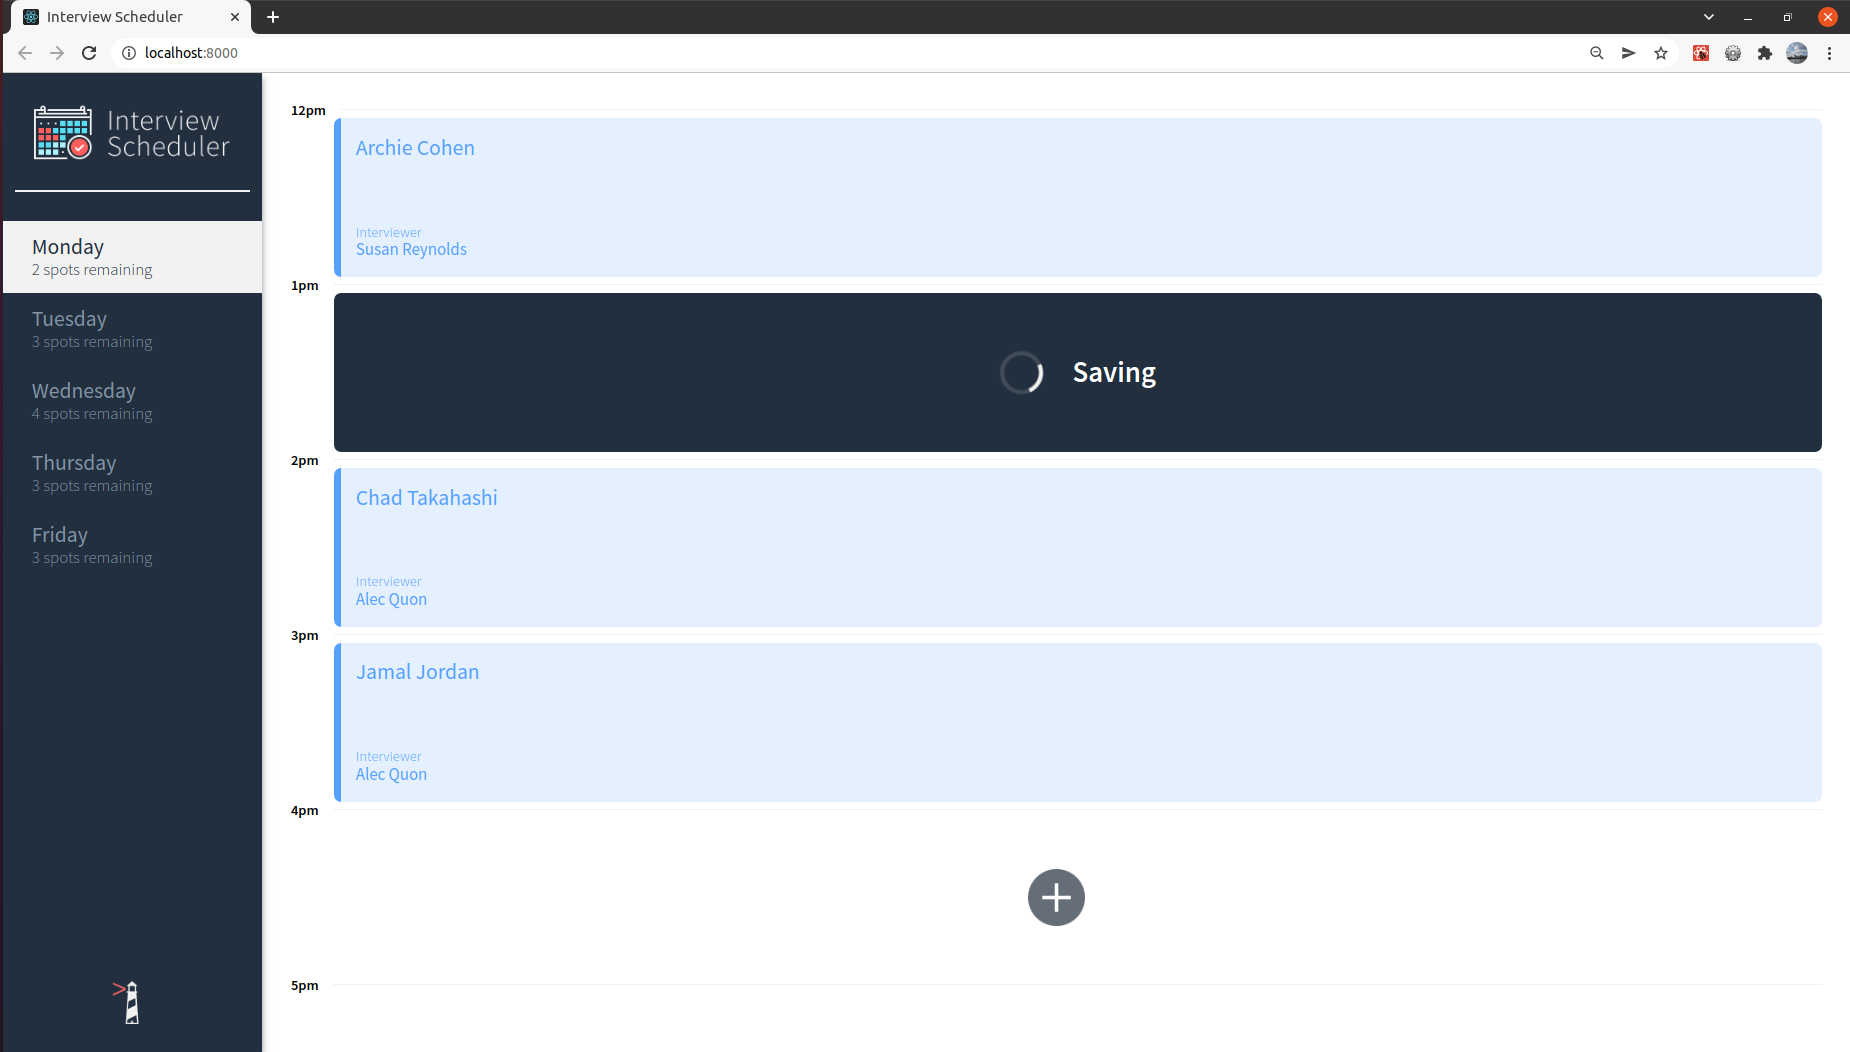 Interview Scheduler
localhost:8000
Interview
Scheduler
Monday
2 spots remaining
Tuesday
3 spots remaining
Wednesday
4 spots remaining
Thursday
3 spots remaining
Friday
3 spots remaining
12pm
Archie Cohen
Interviewer
Susan Reynolds
1pm
Saving
2pm
Chad Takahashi
Interviewer
Alec Quon
3pm
Jamal Jordan
Interviewer
Alec Quon
4pm
5pm